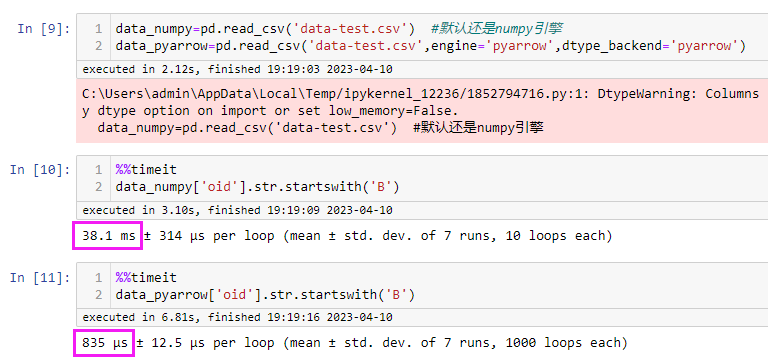 In [9]:
1 data_numpy=pd.read_csv('data-test.csv') #默认还是numpy引擎
2 data_pyarrow=pd.read_csv('data-test.csv',engine='pyarrow',dtype_backend='pyarrow')
executed in 2.12s, finished 19:19:03 2023-04-10
C:\Users\admin\AppData\Local\Temp/ipykernel_12236/1852794716.py:1: DtypeWarning: Columns
y dtype option on import or set low_memory=False.
data_numpy=pd.read_csv('data-test.csv') #默认还是numpy引擎
In [10]:
1 %%timeit
2 data_numpy['oid'].str.startswith('B')
executed in 3.10s, finished 19:19:09 2023-04-10
38.1 ms ± 314 µs per loop (mean ± std. dev. of 7 runs, 10 loops each)
In [11]:
1 %%timeit
2 data_pyarrow['oid'].str.startswith('B')
executed in 6.81s, finished 19:19:16 2023-04-10
835 µs ± 12.5 µs per loop (mean ± std. dev. of 7 runs, 1000 loops each)